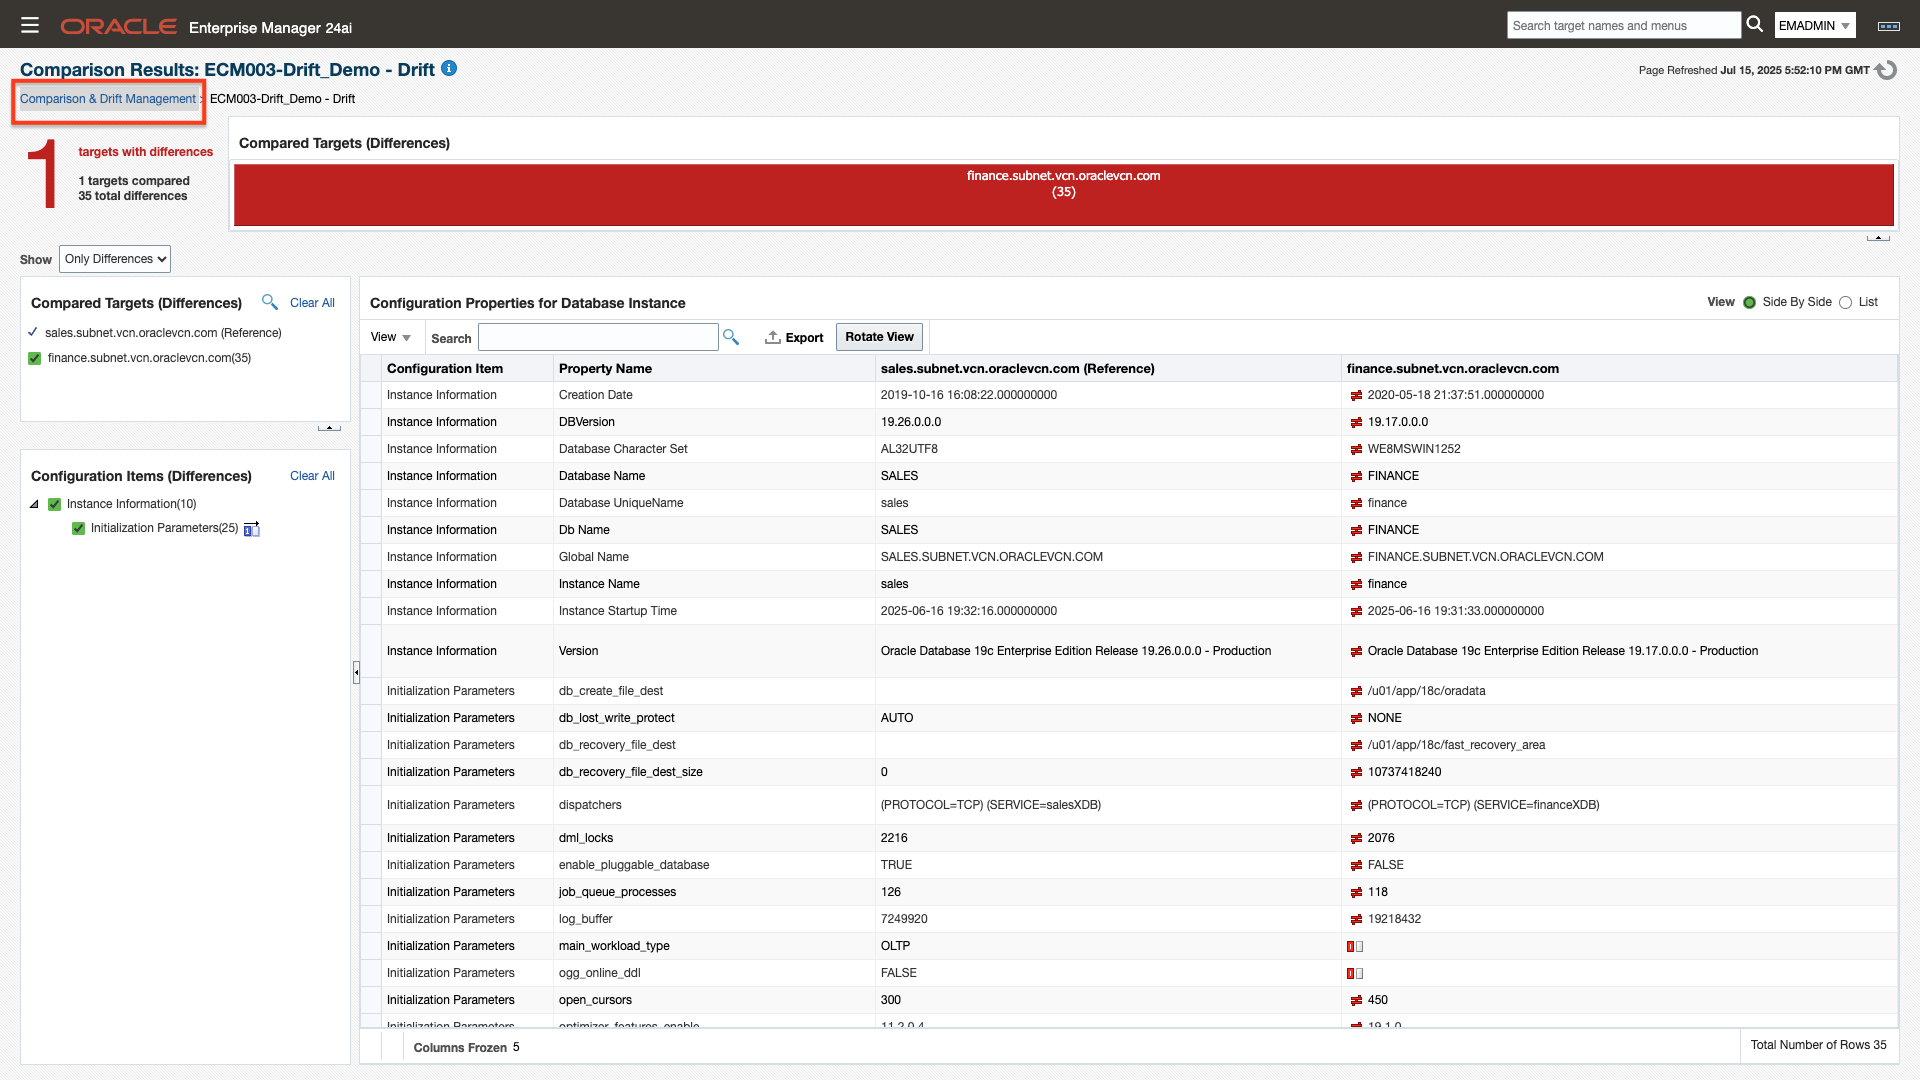 ORACLE Enterprise Manager 24ai
Search target names and menus
EMADMIN
Comparison Results: ECM003-Drift_Demo - Drift
Page Refreshed Jul 15, 2025 5:52:10 PM GMT
Comparison & Drift Management > ECM003-Drift_Demo - Drift
1 targets with differences
1 targets compared
35 total differences
Compared Targets (Differences)
finance.subnet.vcn.oraclevcn.com
(35)
Show Only Differences
Compared Targets (Differences) Clear All
sales.subnet.vcn.oraclevcn.com (Reference)
finance.subnet.vcn.oraclevcn.com(35)
Configuration Items (Differences) Clear All
Instance Information(10)
Initialization Parameters(25)
Configuration Properties for Database Instance
View Side By Side List
View Search Export Rotate View
Configuration Item Property Name sales.subnet.vcn.oraclevcn.com (Reference) finance.subnet.vcn.oraclevcn.com
Instance Information Creation Date 2019-10-16 16:08:22.000000000 2020-05-18 21:37:51.000000000
Instance Information DBVersion 19.26.0.0.0 19.17.0.0.0
Instance Information Database Character Set AL32UTF8 WE8MSWIN1252
Instance Information Database Name SALES FINANCE
Instance Information Database UniqueName sales finance
Instance Information Db Name SALES FINANCE
Instance Information Global Name SALES.SUBNET.VCN.ORACLEVCN.COM FINANCE.SUBNET.VCN.ORACLEVCN.COM
Instance Information Instance Name sales finance
Instance Information Instance Startup Time 2025-06-16 19:32:16.000000000 2025-06-16 19:31:33.000000000
Instance Information Version Oracle Database 19c Enterprise Edition Release 19.26.0.0.0 - Production Oracle Database 19c Enterprise Edition Release 19.17.0.0.0 - Production
Initialization Parameters db_create_file_dest /u01/app/18c/oradata
Initialization Parameters db_lost_write_protect AUTO NONE
Initialization Parameters db_recovery_file_dest /u01/app/18c/fast_recovery_area
Initialization Parameters db_recovery_file_dest_size 0 10737418240
Initialization Parameters dispatchers (PROTOCOL=TCP) (SERVICE=salesXDB) (PROTOCOL=TCP) (SERVICE=financeXDB)
Initialization Parameters dml_locks 2216 2076
Initialization Parameters enable_pluggable_database TRUE FALSE
Initialization Parameters job_queue_processes 126 118
Initialization Parameters log_buffer 7249920 19218432
Initialization Parameters main_workload_type OLTP
Initialization Parameters ogg_online_ddl FALSE
Initialization Parameters open_cursors 300 450
Initialization Parameters optimizer_features_enable 11.2.0.4 19.1.0
Columns Frozen 5
Total Number of Rows 35